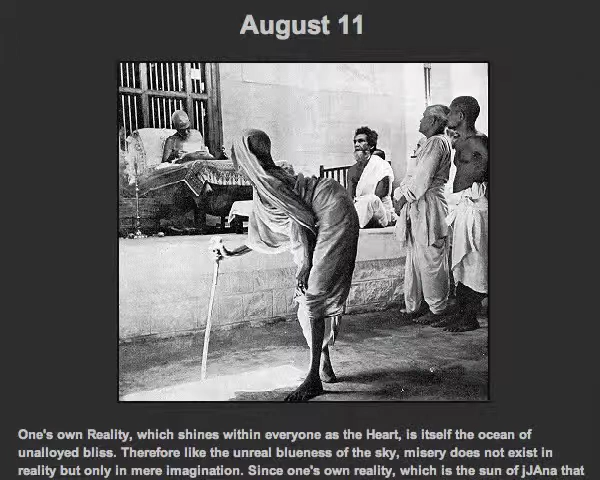 August 11
One's own Reality, which shines within everyone as the Heart, is itself the ocean of
unalloyed bliss. Therefore like the unreal blueness of the sky, misery does not exist in
reality but only in mere imagination. Since one's own reality, which is the sun of jJAna that